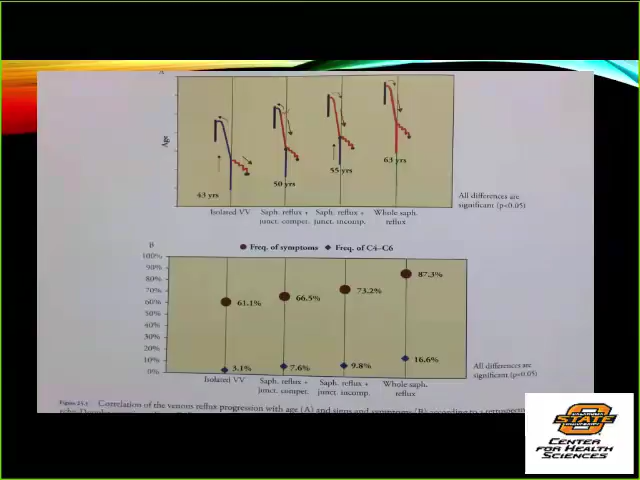 A
Age
43 yrs
50 yrs
55 yrs
63 yrs
Isolated VV
Saph. reflux +
junct. compet.
Saph. reflux +
junct. incomp.
Whole saph.
reflux
All differences are
significant (p<0.05)
B
Freq. of symptoms
Freq. of C4–C6
100%
90%
80%
70%
60%
50%
40%
30%
20%
10%
0%
61.1%
66.5%
73.2%
87.3%
3.1%
7.6%
9.8%
16.6%
Isolated VV
Saph. reflux +
junct. compet.
Saph. reflux +
junct. incomp.
Whole saph.
reflux
All differences are
significant (p<0.05)
Correlation of the venous reflux progression with age (A) and signs and symptoms (B) according to
STATE
CENTER
FOR HEALTH
SCIENCES